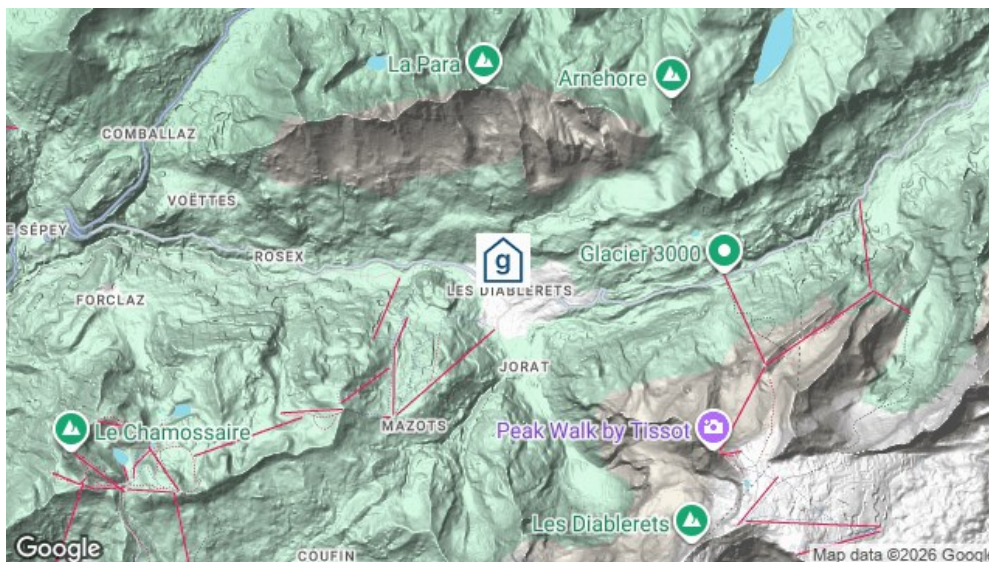 La Para
Arnehore
COMBALLAZ
VOËTTES
E SÉPEY
ROSEX
g
Glacier 3000
FORCLAZ
LES DIABLERETS
JORAT
MAZOTS
Le Chamossaire
Peak Walk by Tissot
Les Diablerets
COUFIN
Google
Map data ©2026 Google